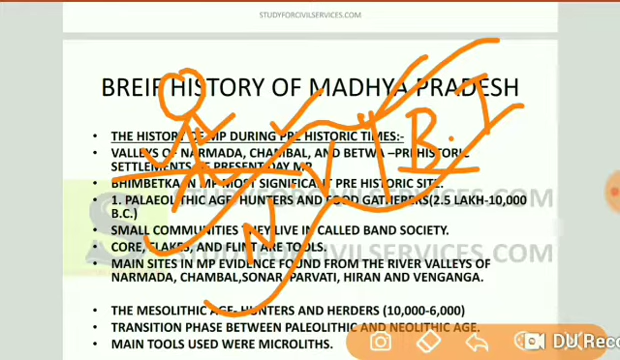 STUDYFORCIVILSERVICES.COM
BREIF HISTORY OF MADHYA PRADESH
• THE HISTORY OF MP DURING PRE HISTORIC TIMES:-
• VALLEYS OF NARMADA, CHAMBAL, AND BETWA –PREHISTORIC
SETTLEMENTS OF PRESENT DAY MP
B.I
• BHIMBETKA IN MP MOST SIGNIFICANT PRE HISTORIC SITE.
• 1. PALAEOLITHIC AGE- HUNTERS AND FOOD GATHERERS(2.5 LAKH-10,000
B.C.)
• SMALL COMMUNITIES THEY LIVE IN CALLED BAND SOCIETY.
N
• CORE, FLAKES, AND FLINT ARE TOOLS.
• MAIN SITES IN MP EVIDENCE FOUND FROM THE RIVER VALLEYS OF
NARMADA, CHAMBAL,SONAR, PARVATI, HIRAN AND VENGANGA.
STUDYFORCIVILSERVICES.COM
• THE MESOLITHIC AGE- HUNTERS AND HERDERS (10,000-6,000)
• TRANSITION PHASE BETWEEN PALEOLITHIC AND NEOLITHIC AGE.
• MAIN TOOLS USED WERE MICROLITHS.
DU Reco